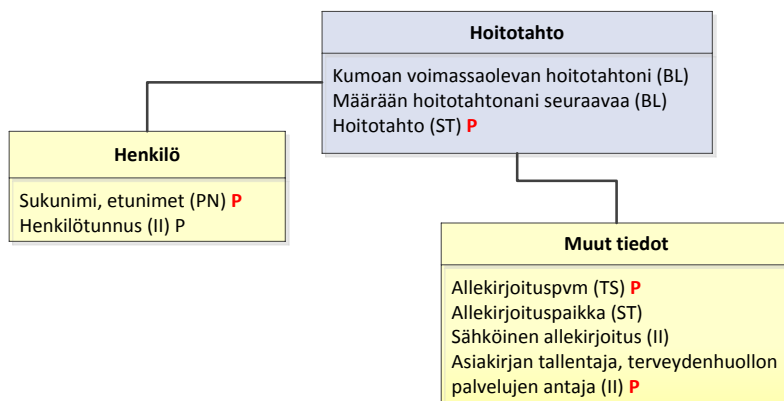 Hoitotahto
Kumoan voimassaolevan hoitotahtoni (BL)
Määrään hoitotahtonani seuraavaa (BL)
Hoitotahto (ST) P
Henkilö
Sukunimi, etunimet (PN) P
Henkilötunnus (II) P
Muut tiedot
Allekirjoituspvm (TS) P
Allekirjoituspaikka (ST)
Sähköinen allekirjoitus (II)
Asiakirjan tallentaja, terveydenhuollon
palvelujen antaja (II) P